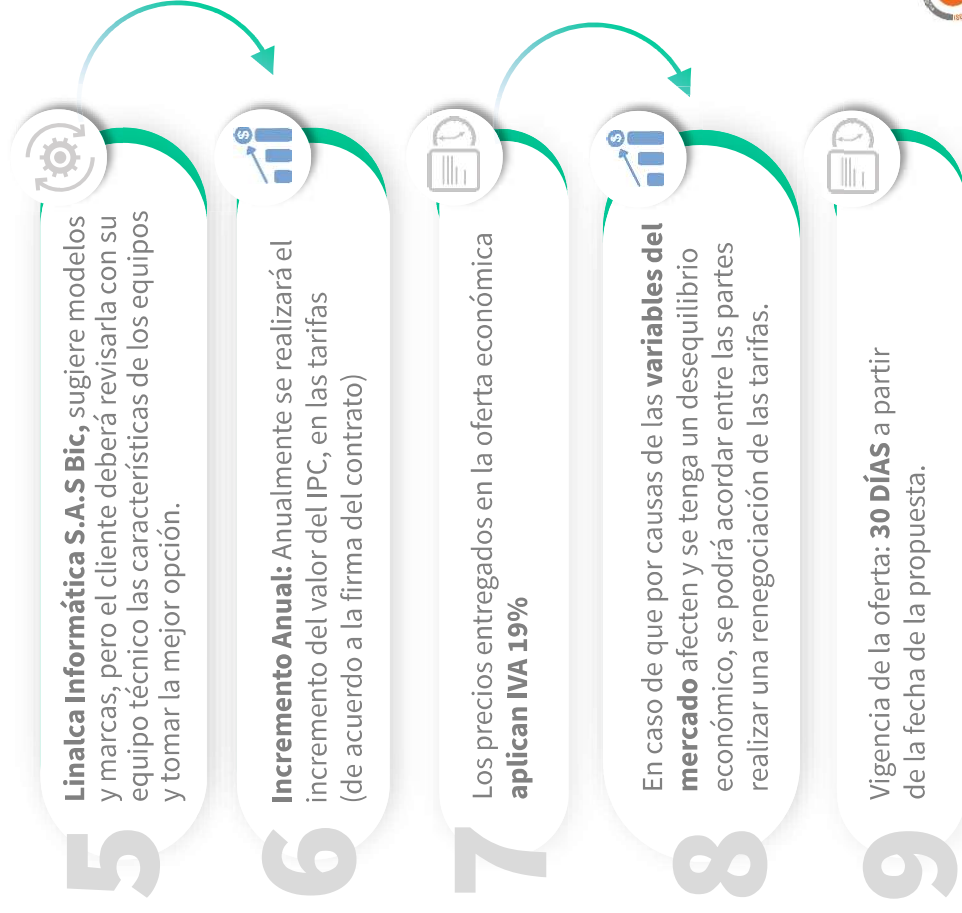 5
Linalca Informática S.A.S Bic, sugiere modelos
y marcas, pero el cliente deberá revisarla con su
equipo técnico las características de los equipos
y tomar la mejor opción.
6
Incremento Anual: Anualmente se realizará el
incremento del valor del IPC, en las tarifas
(de acuerdo a la firma del contrato)
7
Los precios entregados en la oferta económica
aplican IVA 19%
8
En caso de que por causas de las variables del
mercado afecten y se tenga un desequilibrio
económico, se podrá acordar entre las partes
realizar una renegociación de las tarifas.
9
Vigencia de la oferta: 30 DÍAS a partir
de la fecha de la propuesta.